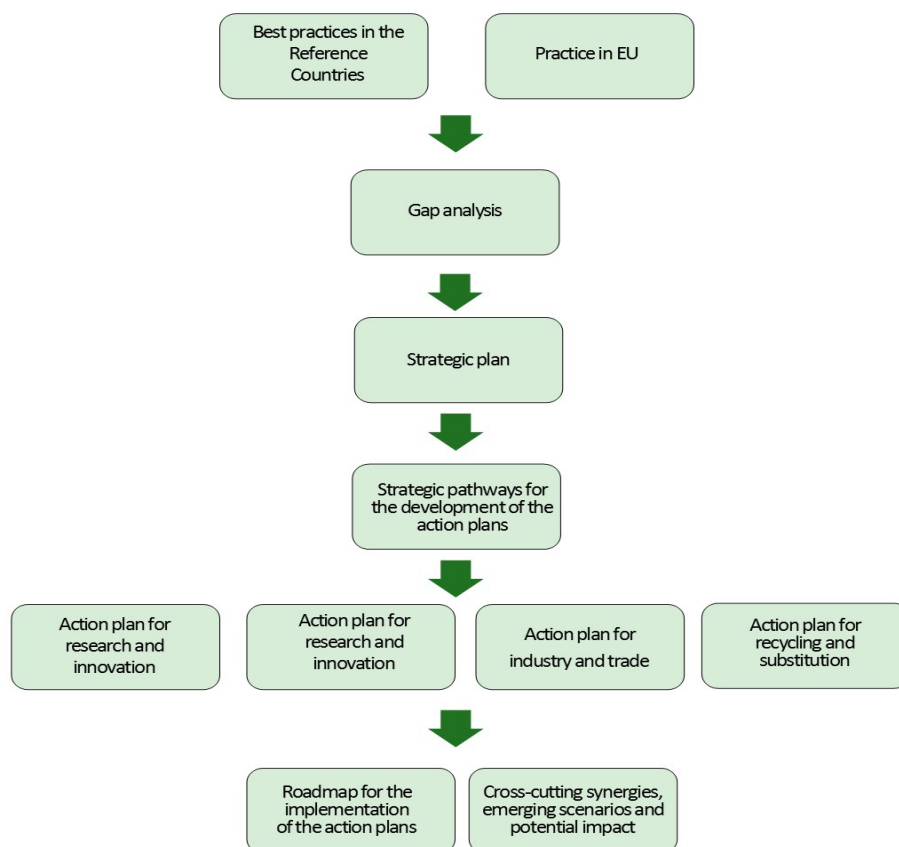 Best practices in the
Reference
Countries
Practice in EU
Gap analysis
Strategic plan
Strategic pathways for
the development of the
action plans
Action plan for
research and
innovation
Action plan for
research and
innovation
Action plan for
industry and trade
Action plan for
recycling and
substitution
Roadmap for the
implementation
of the action plans
Cross-cutting synergies,
emerging scenarios and
potential impact